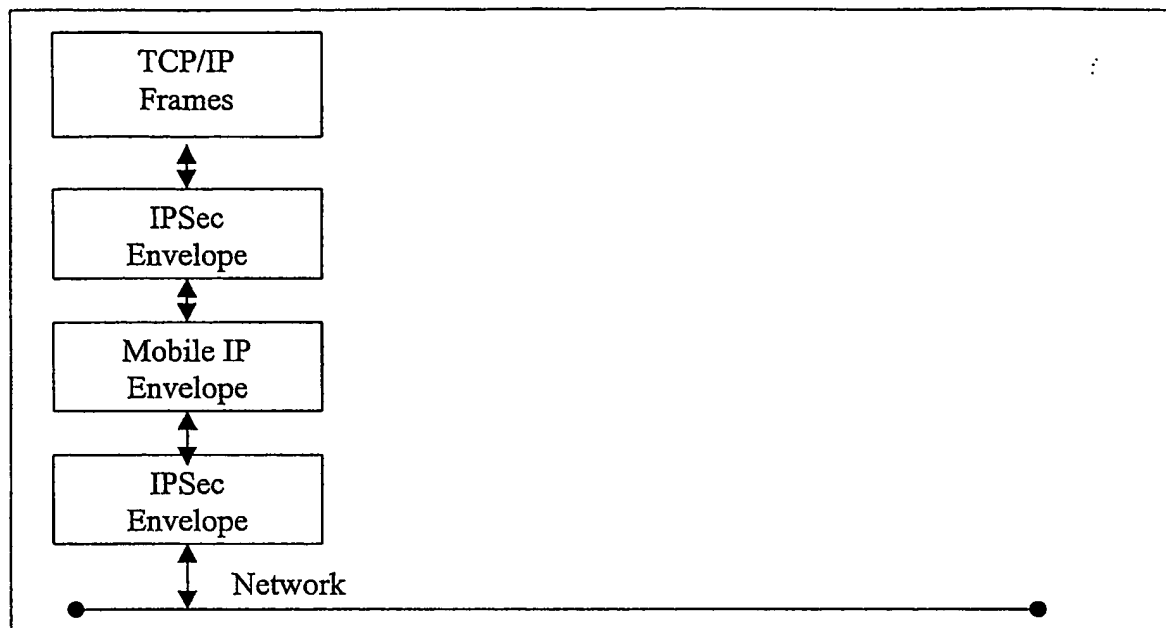 TCP/IP
Frames
IPSec
Envelope
Mobile IP
Envelope
IPSec
Envelope
Network